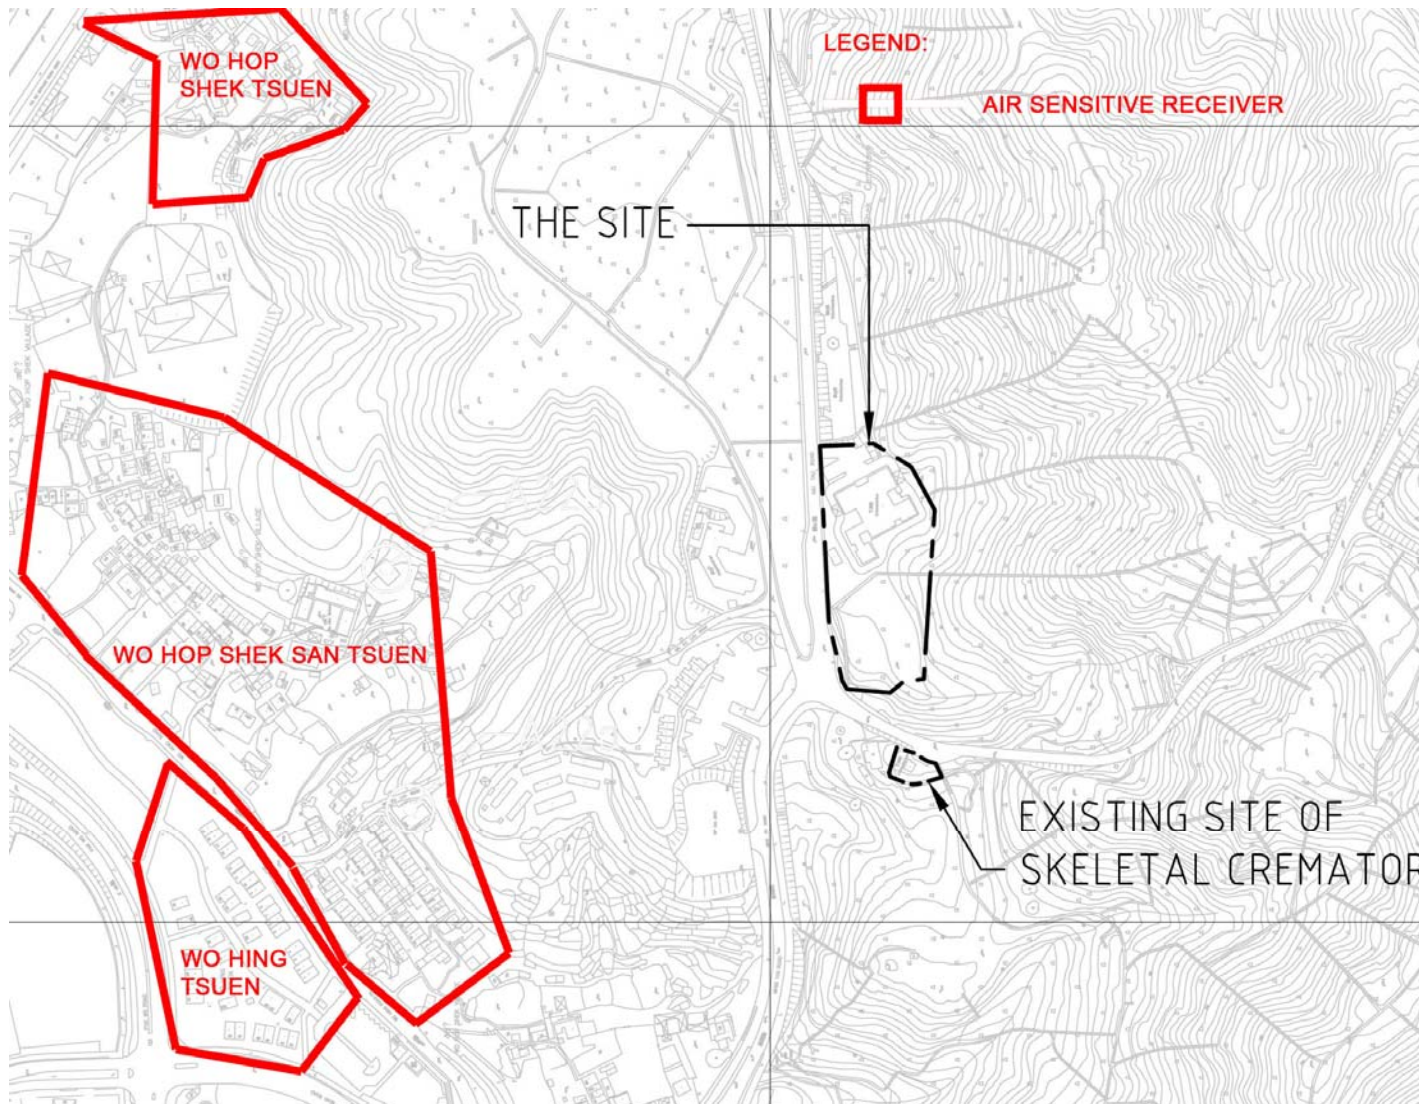 WO HOP
SHEK TSUEN
LEGEND:
AIR SENSITIVE RECEIVER
THE SITE
WO HOP SHEK SAN TSUEN
EXISTING SITE OF
SKELETAL CREMATOR
WO HING
TSUEN